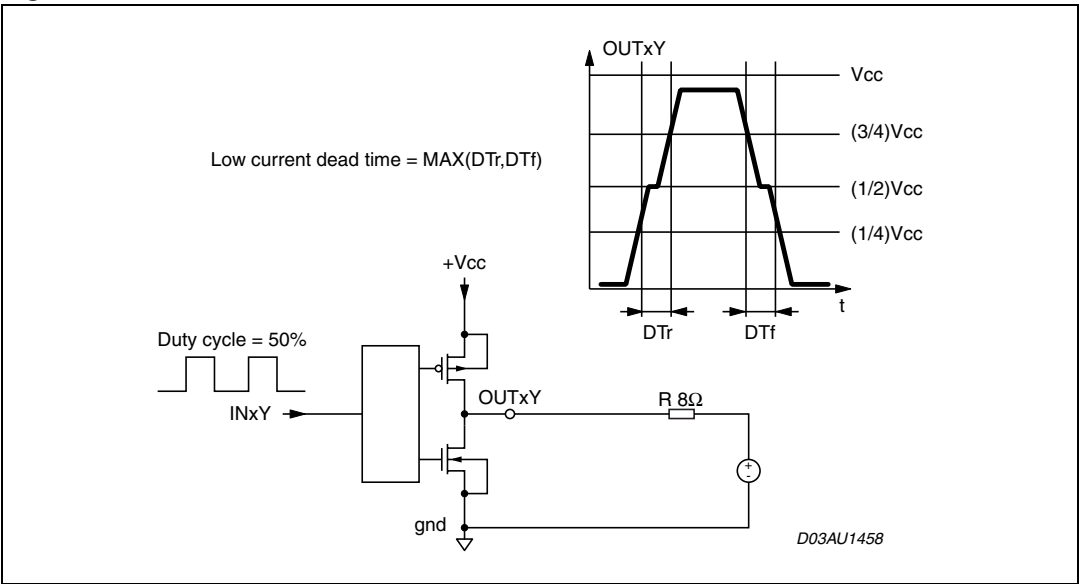 OUTxY
Vcc
(3/4)Vcc
Low current dead time = MAX(DTr,DTf)
(1/2)Vcc
(1/4)Vcc
+Vcc
t
DTr
DTf
Duty cycle = 50%
OUTxY
R 8Ω
INxY
+
-
gnd
D03AU1458